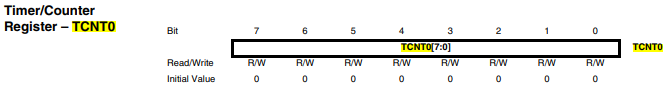 Timer/Counter
Register – TCNT0
Bit 7 6 5 4 3 2 1 0
TCNT0[7:0] TCNT0
Read/Write R/W R/W R/W R/W R/W R/W R/W R/W
Initial Value 0 0 0 0 0 0 0 0